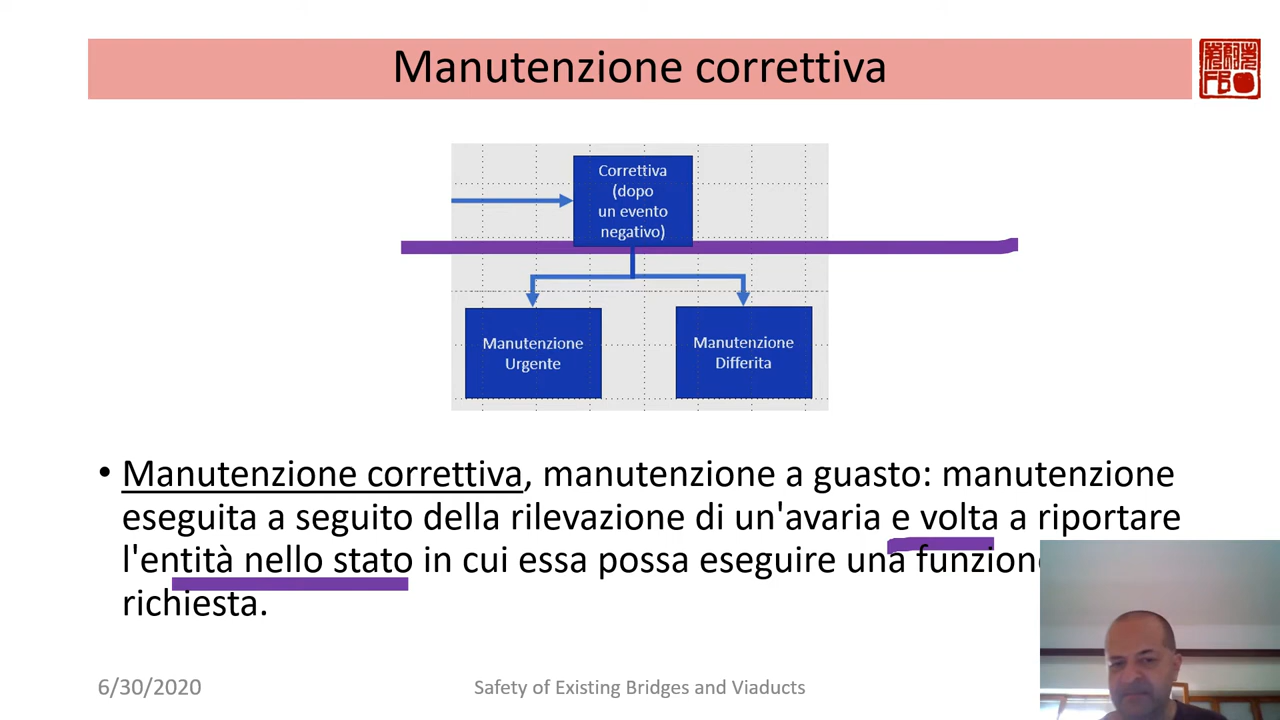 Manutenzione correttiva
Correttiva
(dopo
un evento
negativo)
Manutenzione
Urgente
Manutenzione
Differita
• Manutenzione correttiva, manutenzione a guasto: manutenzione
eseguita a seguito della rilevazione di un'avaria e volta a riportare
l'entità nello stato in cui essa possa eseguire una funzione
richiesta.
6/30/2020
Safety of Existing Bridges and Viaducts